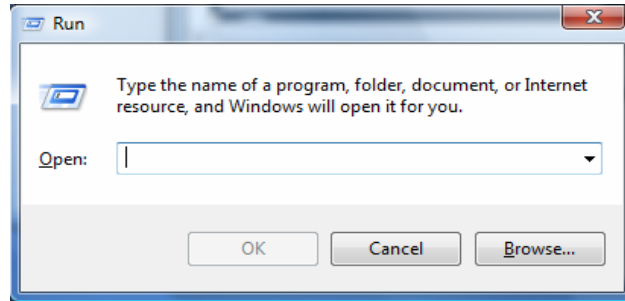 Run
Type the name of a program, folder, document, or Internet
resource, and Windows will open it for you.
Open:
OK Cancel Browse...